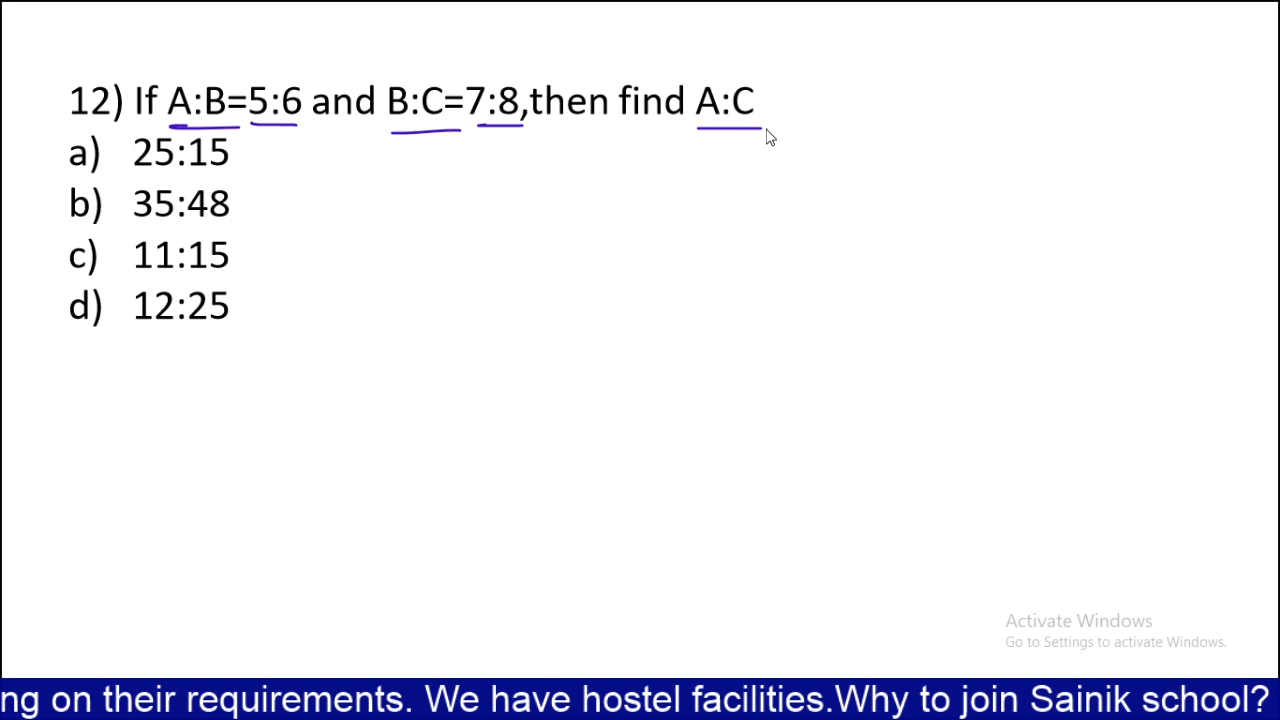 12) If A:B=5:6 and B:C=7:8,then find A:C
a) 25:15
b) 35:48
c) 11:15
d) 12:25
Activate Windows
Go to Settings to activate Windows.
ng on their requirements. We have hostel facilities.Why to join Sainik school?